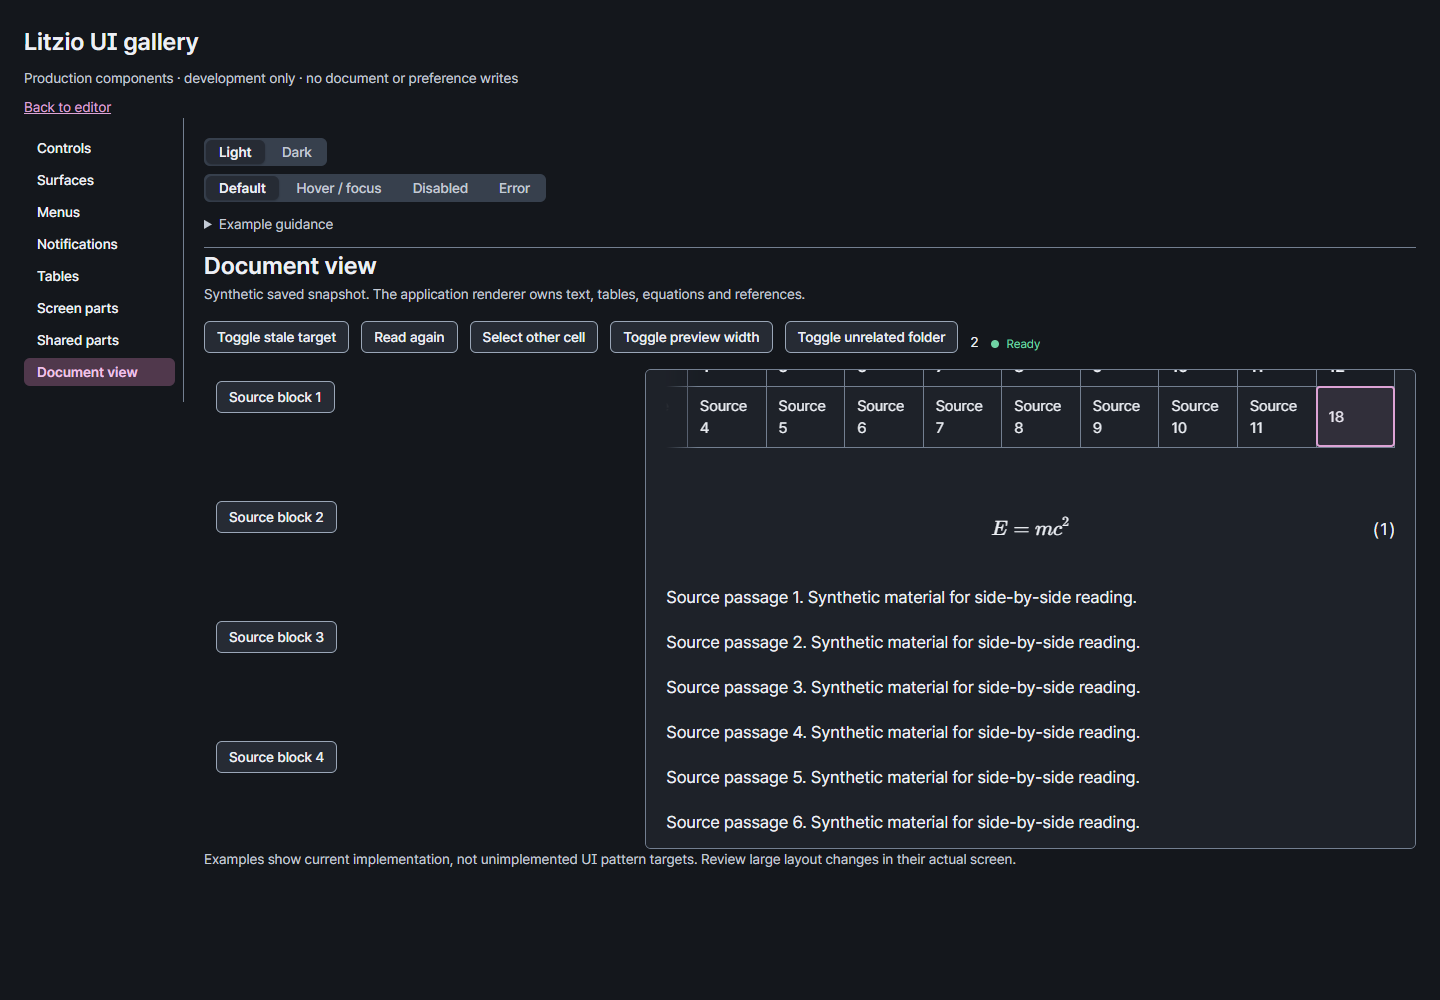 Litzio UI gallery
Production components · development only · no document or preference writes
Back to editor
Controls
Surfaces
Menus
Notifications
Tables
Screen parts
Shared parts
Document view
Light Dark
Default Hover / focus Disabled Error
Example guidance
Document view
Synthetic saved snapshot. The application renderer owns text, tables, equations and references.
Toggle stale target Read again Select other cell Toggle preview width Toggle unrelated folder 2 Ready
Source block 1
Source block 2
Source block 3
Source block 4
Source Source Source Source Source Source Source Source 18
4 5 6 7 8 9 10 11
E = mc² (1)
Source passage 1. Synthetic material for side-by-side reading.
Source passage 2. Synthetic material for side-by-side reading.
Source passage 3. Synthetic material for side-by-side reading.
Source passage 4. Synthetic material for side-by-side reading.
Source passage 5. Synthetic material for side-by-side reading.
Source passage 6. Synthetic material for side-by-side reading.
Examples show current implementation, not unimplemented UI pattern targets. Review large layout changes in their actual screen.